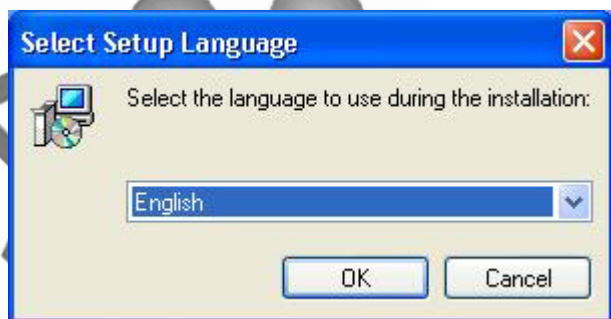 Select Setup Language
Select the language to use during the installation:
English
OK
Cancel